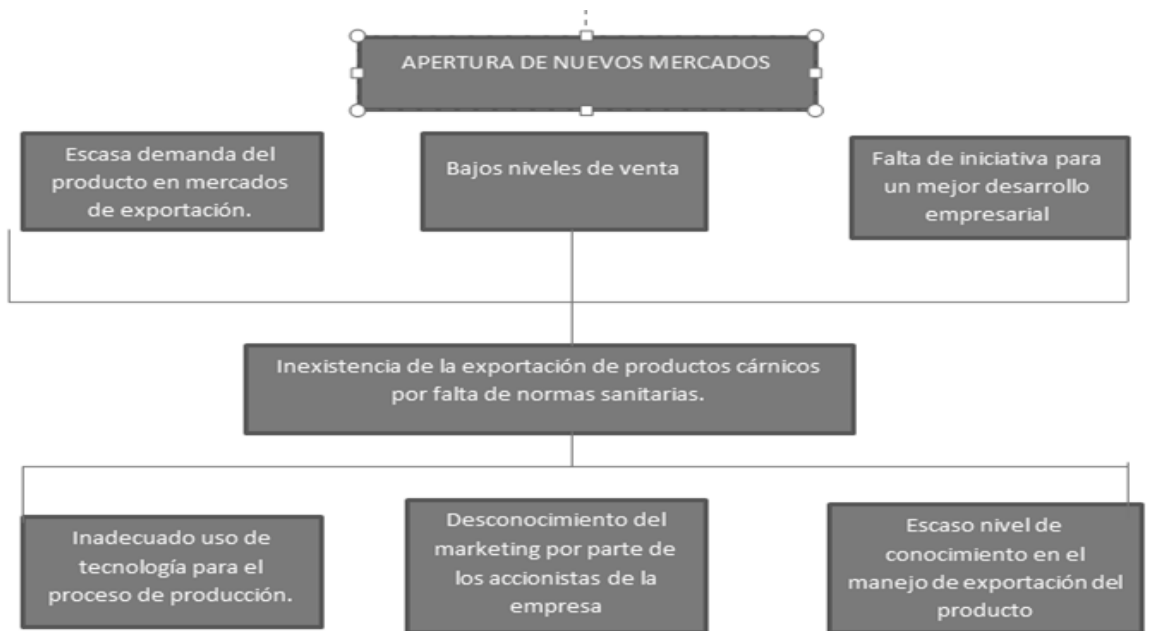 APERTURA DE NUEVOS MERCADOS
Escasa demanda del
producto en mercados
de exportación.
Bajos niveles de venta
Falta de iniciativa para
un mejor desarrollo
empresarial
Inexistencia de la exportación de productos cárnicos
por falta de normas sanitarias.
Inadecuado uso de
tecnología para el
proceso de producción.
Desconocimiento del
marketing por parte de
los accionistas de la
empresa
Escaso nivel de
conocimiento en el
manejo de exportación del
producto